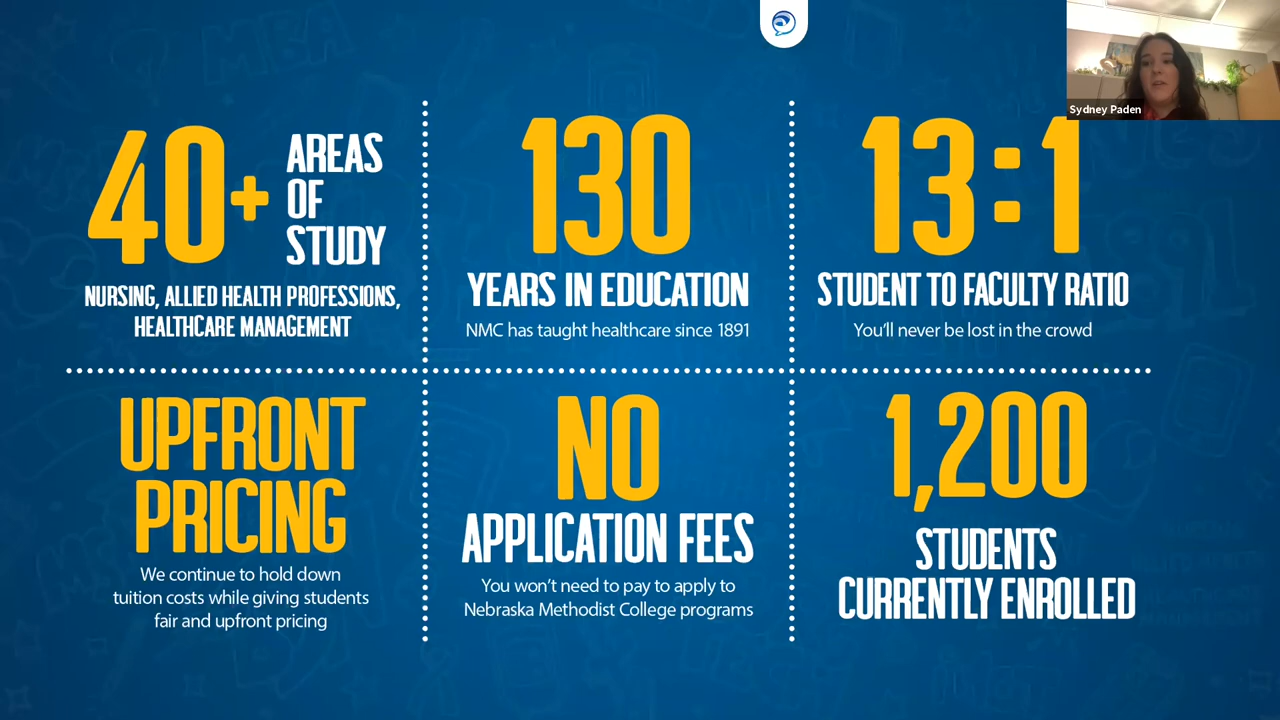 40+
AREAS
OF
STUDY
NURSING, ALLIED HEALTH PROFESSIONS,
HEALTHCARE MANAGEMENT
130
YEARS IN EDUCATION
NMC has taught healthcare since 1891
13:1
STUDENT TO FACULTY RATIO
You'll never be lost in the crowd
Sydney Paden
UPFRONT
PRICING
We continue to hold down
tuition costs while giving students
fair and upfront pricing
NO
APPLICATION FEES
You won't need to pay to apply to
Nebraska Methodist College programs
1,200
STUDENTS
CURRENTLY ENROLLED